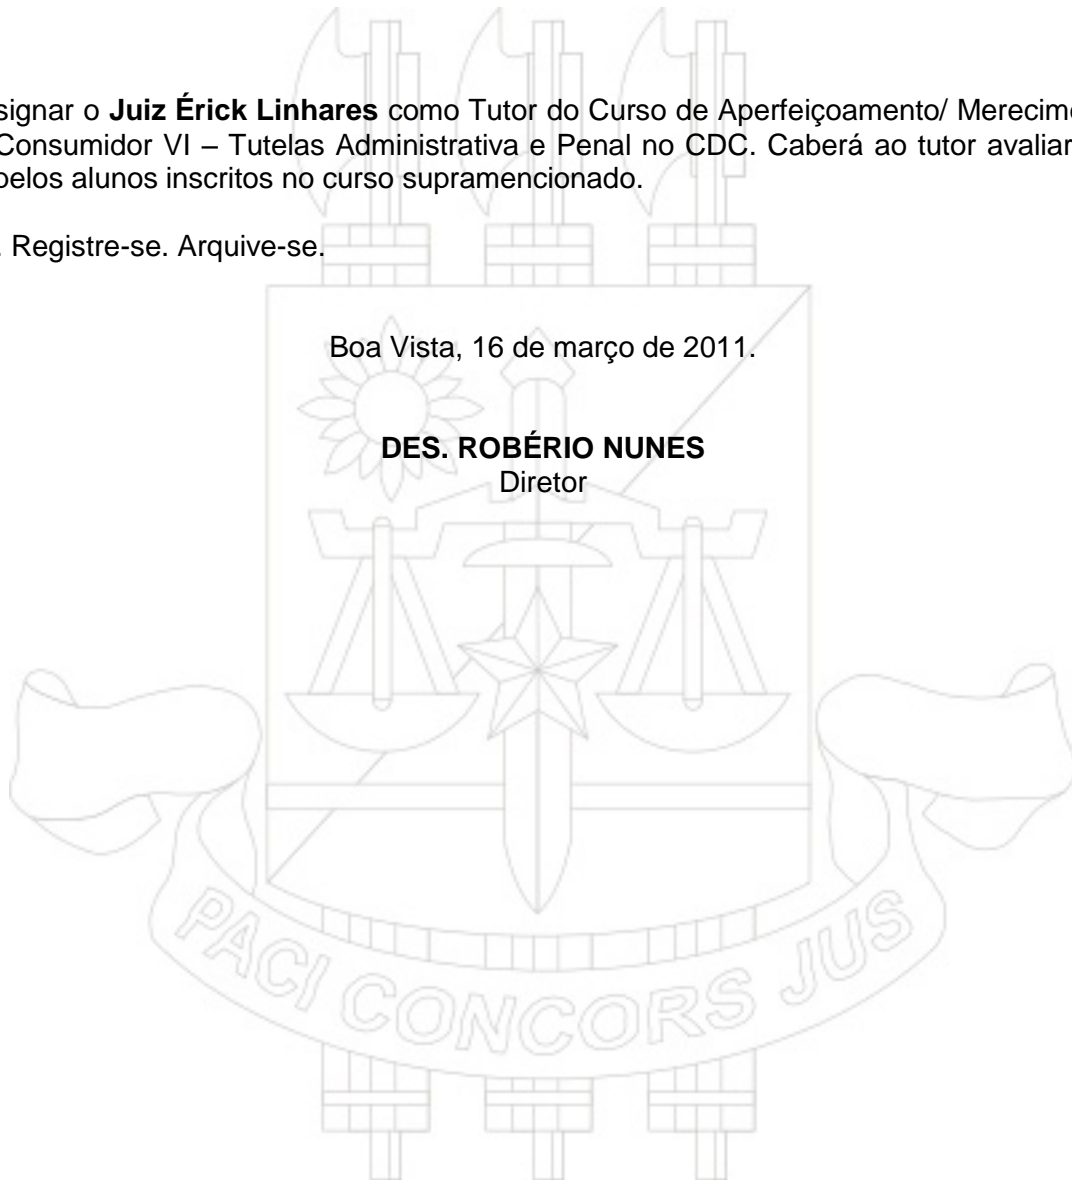 signar o Juiz Érick Linhares como Tutor do Curso de Aperfeiçoamento/ Merecim
Consumidor VI – Tutelas Administrativa e Penal no CDC. Caberá ao tutor avaliar
pelos alunos inscritos no curso supramencionado.
. Registre-se. Arquive-se.
Boa Vista, 16 de março de 2011.
DES. ROBÉRIO NUNES
Diretor
PACI CONCORS JUS